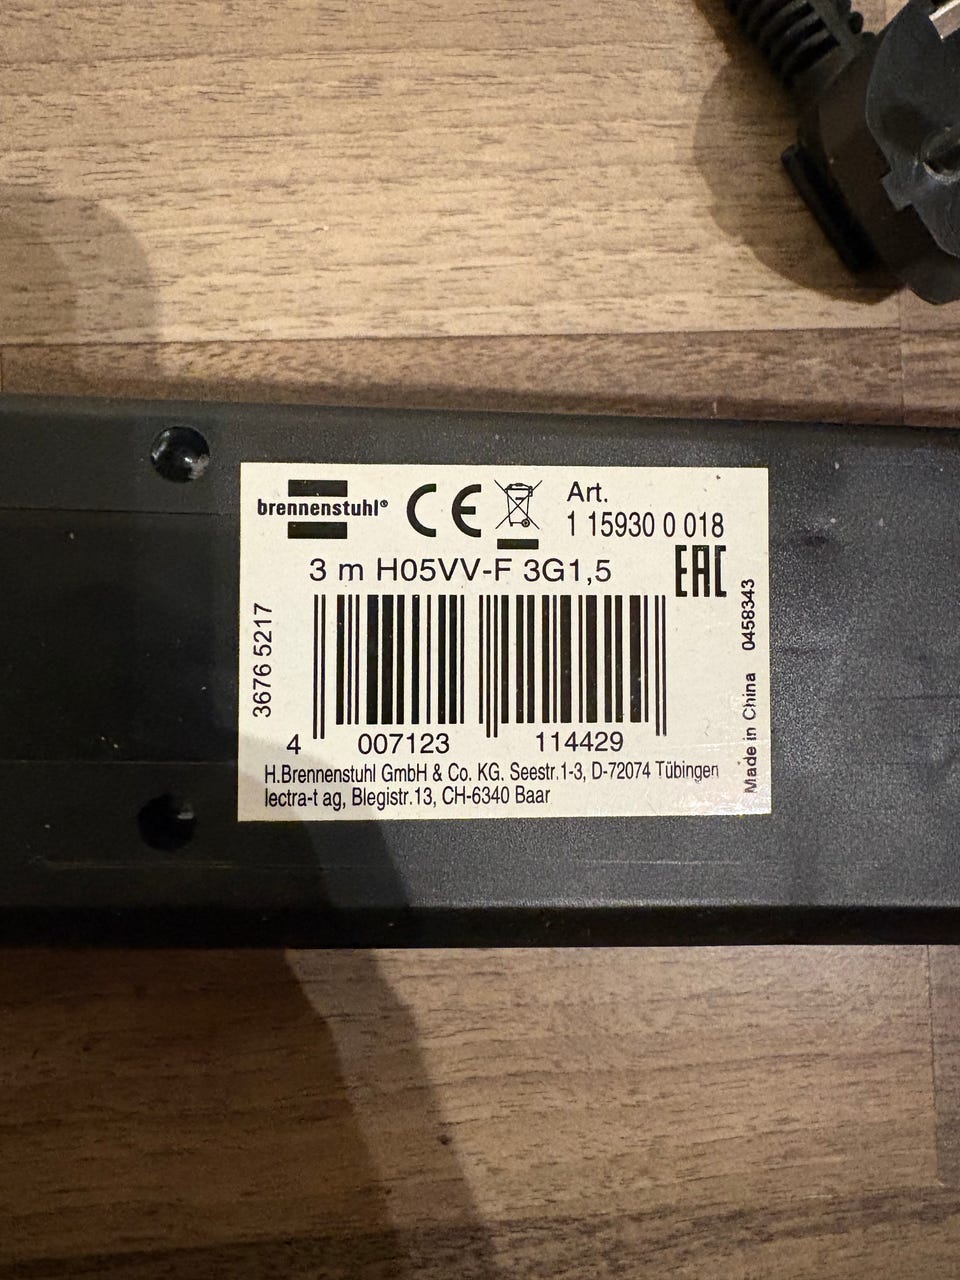 brennenstuhl®
CE
Art.
1 15930 0 018
3 m H05VV-F 3G1,5
EAC
3676 5217
0458343
Made in China
4 007123 114429
H.Brennenstuhl GmbH & Co. KG. Seestr.1-3, D-72074 Tübingen
lectra-t ag, Blegistr.13, CH-6340 Baar